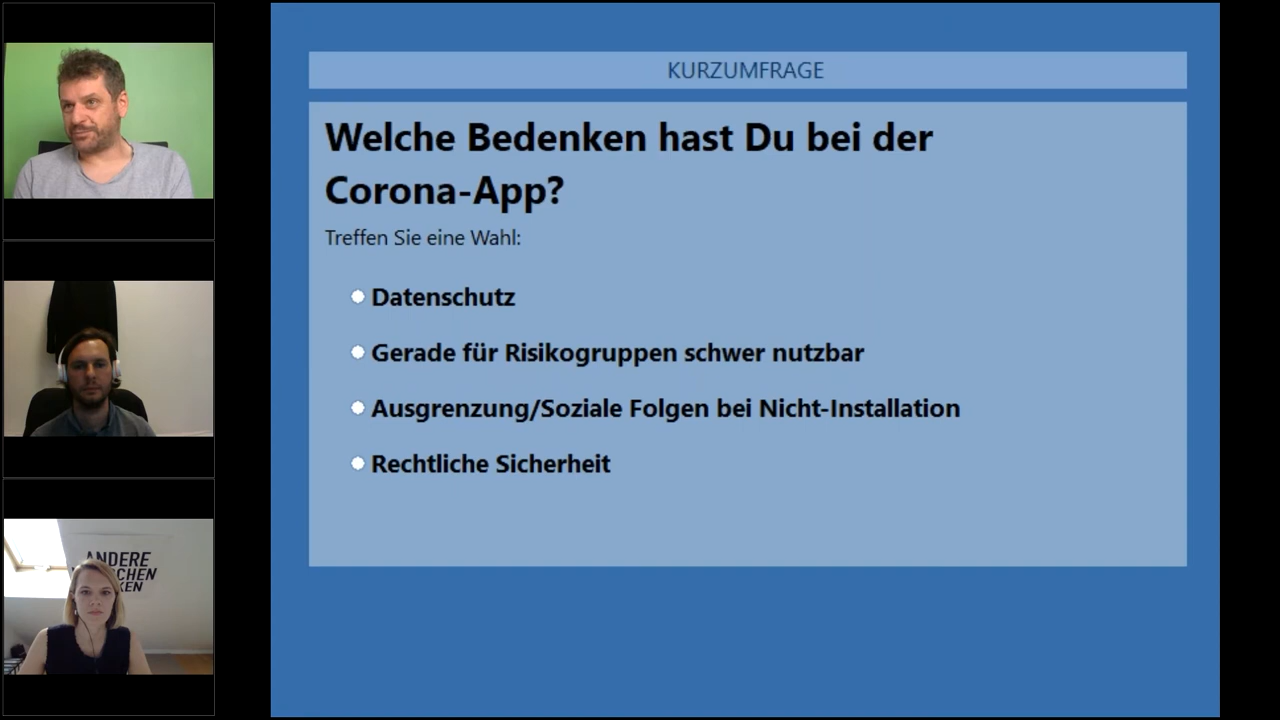 KURZUMFRAGE
Welche Bedenken hast Du bei der
Corona-App?
Treffen Sie eine Wahl:
Datenschutz
Gerade für Risikogruppen schwer nutzbar
Ausgrenzung/Soziale Folgen bei Nicht-Installation
Rechtliche Sicherheit
ANDERE